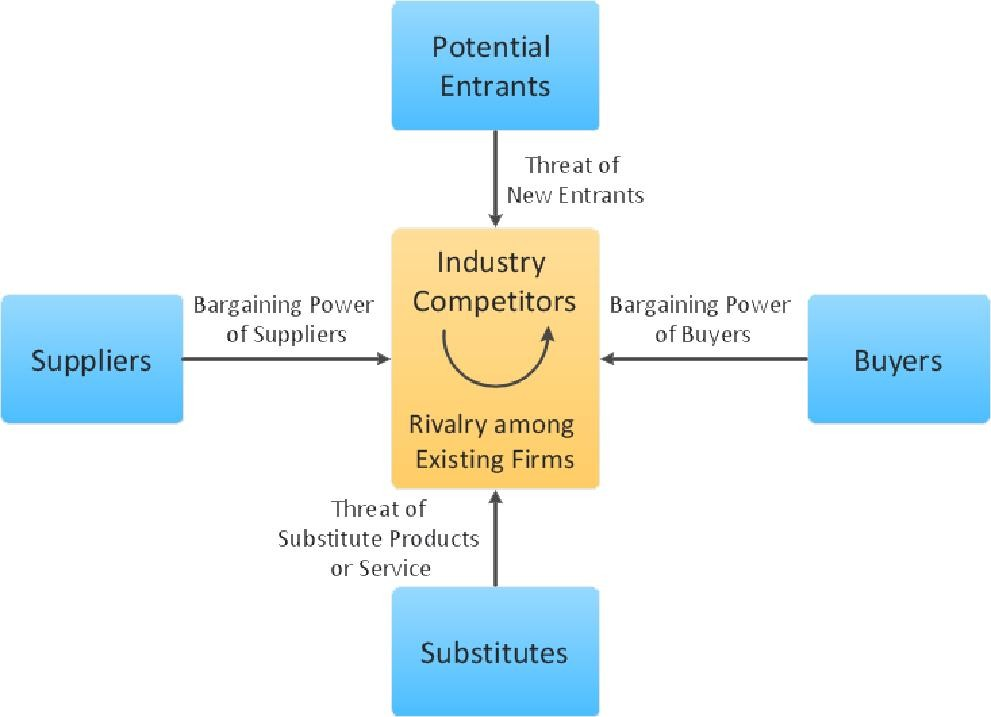 Potential
Entrants
Threat of
New Entrants
Industry
Competitors
Bargaining Power
of Suppliers
Bargaining Power
of Buyers
Suppliers
Buyers
Rivalry among
Existing Firms
Threat of
Substitute Products
or Service
Substitutes